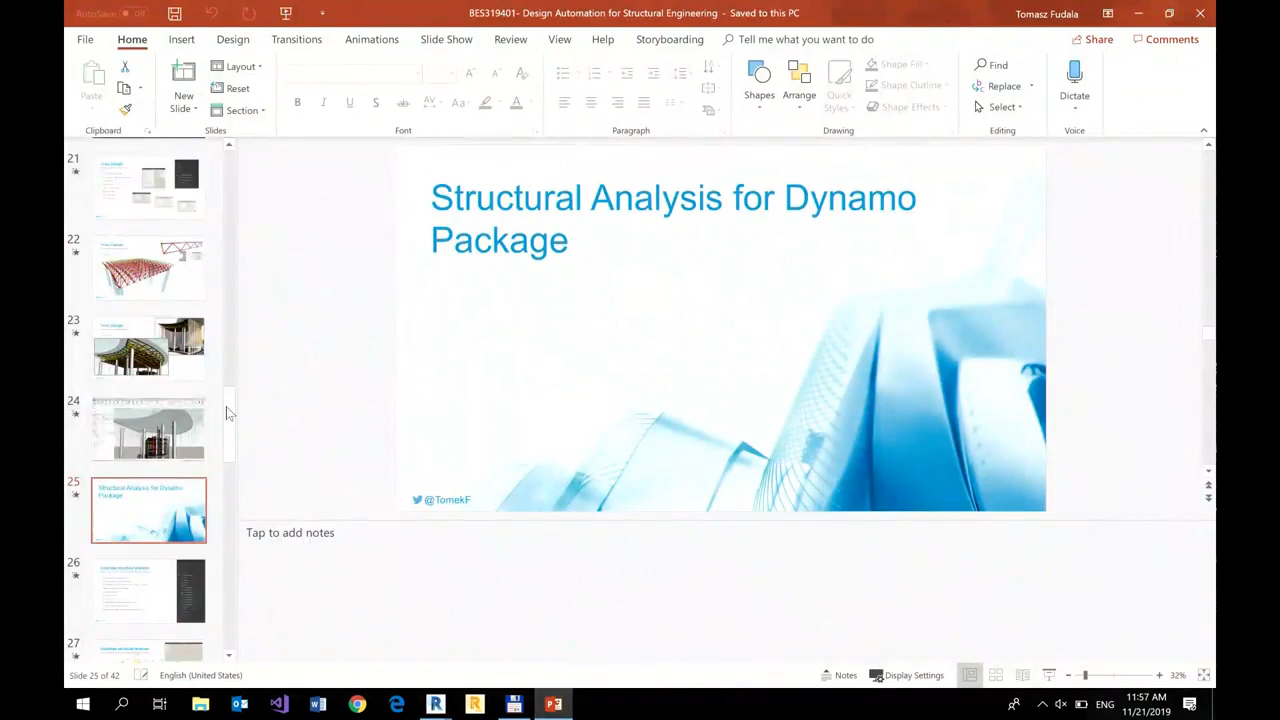 AutoSave Off
BES319401- Design Automation for Structural Engineering - Saved to this PC
Tomasz Fudala
File Home Insert Design Transitions Animations Slide Show Review View Help Storyboarding Tell me what you want to do Share Comments
Paste
New Slide
Layout
Reset
Section
Shapes
Arrange
Quick Styles
Shape Fill
Shape Outline
Shape Effects
Find
Replace
Select
Dictate
Clipboard Slides Font Paragraph Drawing Editing Voice
21
22
23
24
25
Structural Analysis for Dynamo
Package
26
27
Structural Analysis for Dynamo
Package
@TomekF
Tap to add notes
Slide 25 of 42 English (United States) Notes Display Settings 32%
ENG
11:57 AM
11/21/2019